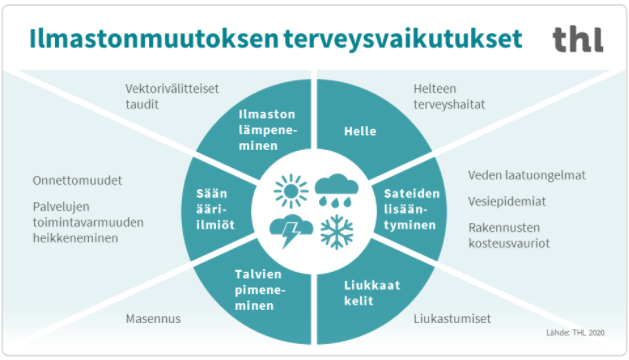 Ilmastonmuutoksen terveysvaikutukset
thl
Vektorivälitteiset
taudit
Ilmaston
lämpene-
minen
Helle
Helteen
terveyshaitat
Onnettomuudet
Palvelujen
toimintavarmuuden
heikkeneminen
Sään
ääri-
ilmiöt
Sateiden
lisään-
tyminen
Veden laatuongelmat
Vesiepidemiat
Rakennusten
kosteusvauriot
Masennus
Talvien
pimene-
minen
Liukkaat
kelit
Liukastumiset
Lähde: THL 2020